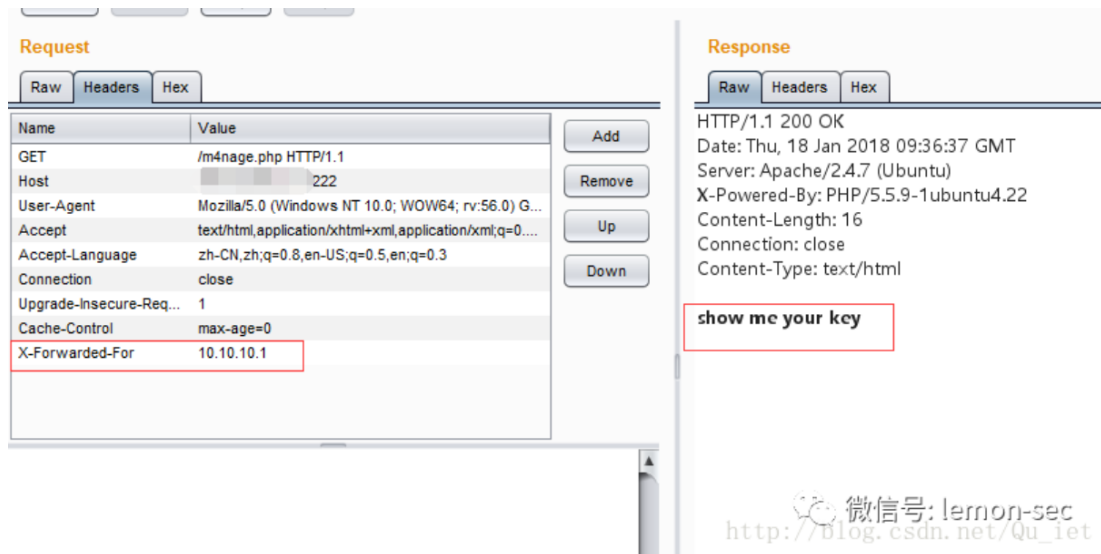 Request
Raw Headers Hex
Name Value
GET /m4nage.php HTTP/1.1
Host 222
User-Agent Mozilla/5.0 (Windows NT 10.0; WOW64; rv:56.0) G...
Accept text/html,application/xhtml+xml,application/xml;q=0....
Accept-Language zh-CN,zh;q=0.8,en-US;q=0.5,en;q=0.3
Connection close
Upgrade-Insecure-Req... 1
Cache-Control max-age=0
X-Forwarded-For 10.10.10.1
Add
Remove
Up
Down
Response
Raw Headers Hex
HTTP/1.1 200 OK
Date: Thu, 18 Jan 2018 09:36:37 GMT
Server: Apache/2.4.7 (Ubuntu)
X-Powered-By: PHP/5.5.9-1ubuntu4.22
Content-Length: 16
Connection: close
Content-Type: text/html
show me your key
微信号: lemon-sec
http://blog.csdn.net/Qu_iet